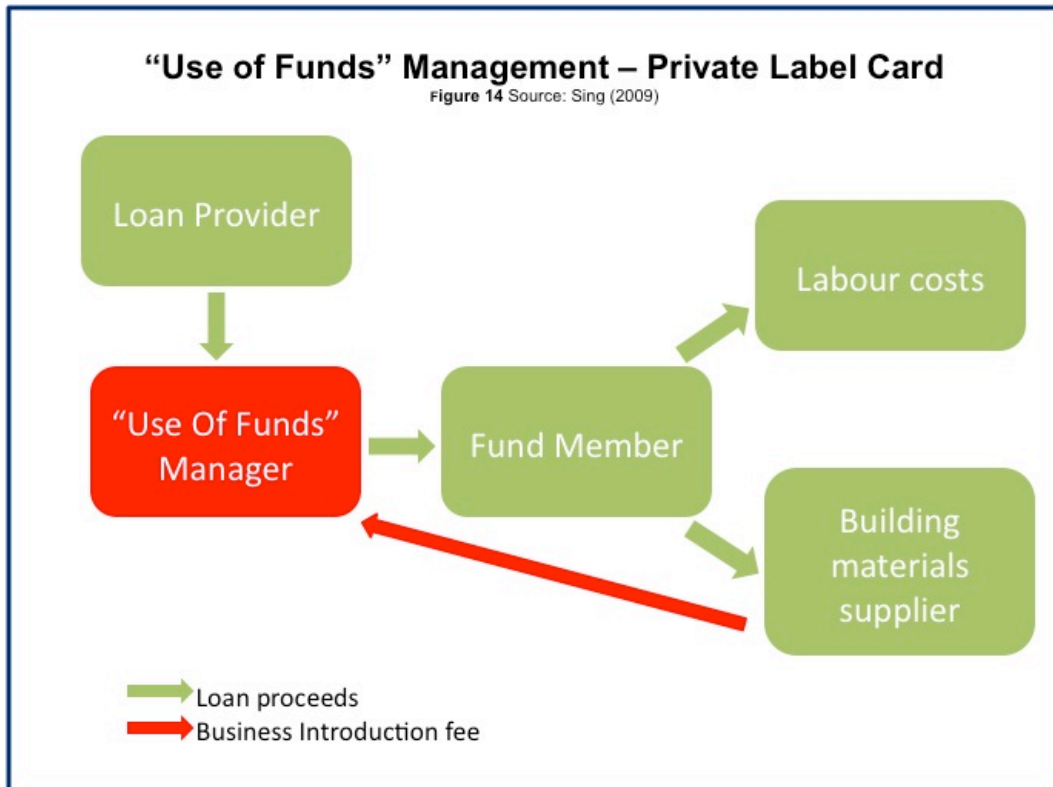 “Use of Funds” Management – Private Label Card
Figure 14 Source: Sing (2009)
Loan Provider
Labour costs
“Use Of Funds”
Manager
Fund Member
Building
materials
supplier
Loan proceeds
Business Introduction fee